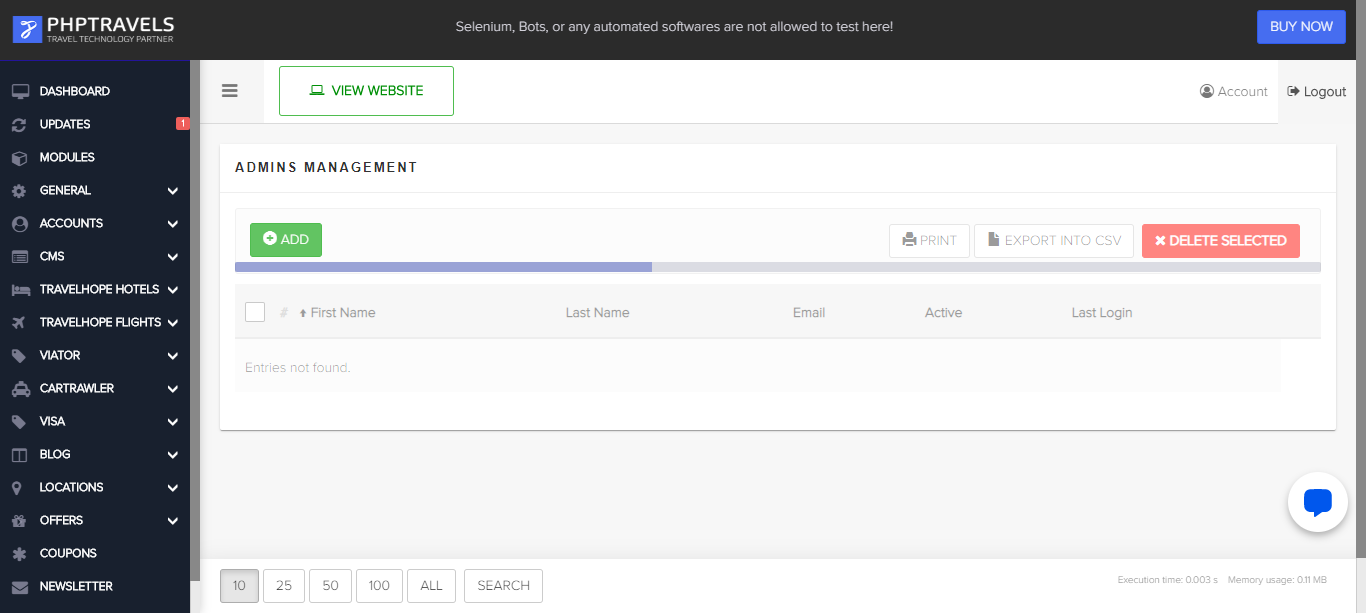 PHPTRAVELS
TRAVEL TECHNOLOGY PARTNER
Selenium, Bots, or any automated softwares are not allowed to test here!
BUY NOW
DASHBOARD
UPDATES 1
MODULES
GENERAL
ACCOUNTS
CMS
TRAVELHOPE HOTELS
TRAVELHOPE FLIGHTS
VIATOR
CARTRAWLER
VISA
BLOG
LOCATIONS
OFFERS
COUPONS
NEWSLETTER
VIEW WEBSITE
Account
Logout
ADMINS MANAGEMENT
ADD
PRINT
EXPORT INTO CSV
DELETE SELECTED
# First Name Last Name Email Active Last Login
Entries not found.
10 25 50 100 ALL SEARCH
Execution time: 0.003 s Memory usage: 0.11 MB